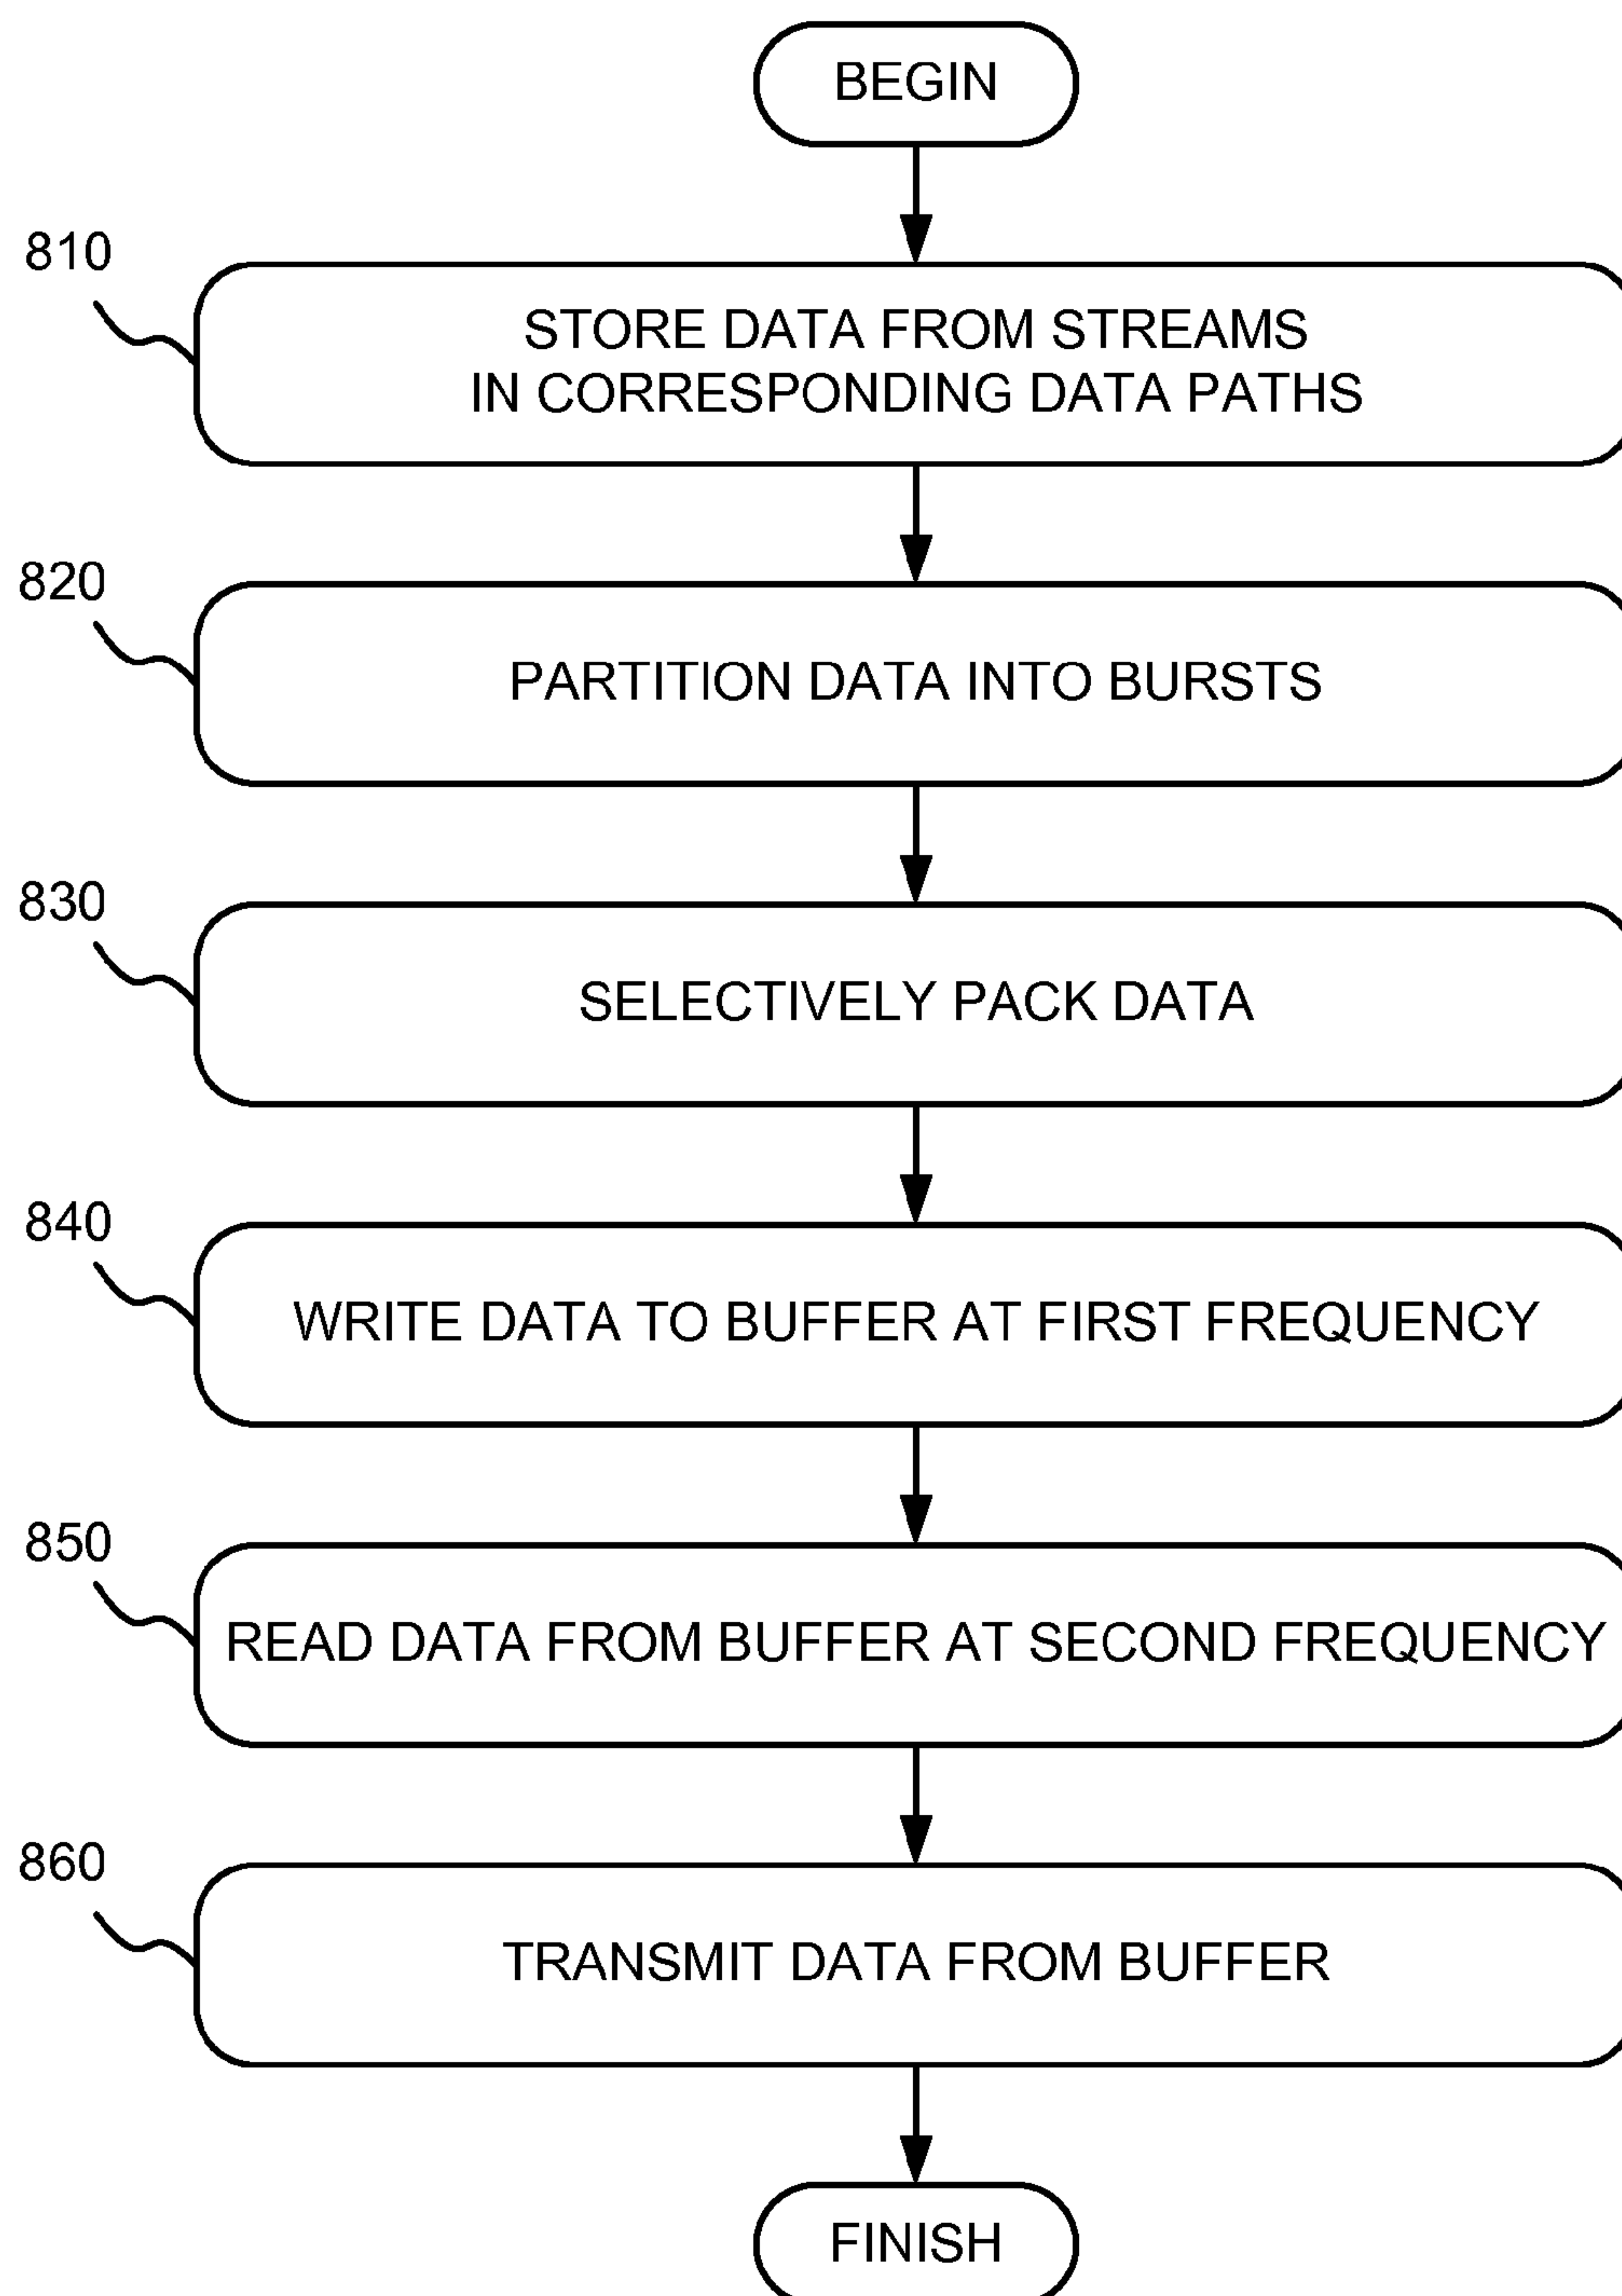 BEGIN
810
STORE DATA FROM STREAMS
IN CORRESPONDING DATA PATHS
820
PARTITION DATA INTO BURSTS
830
SELECTIVELY PACK DATA
840
WRITE DATA TO BUFFER AT FIRST FREQUENCY
850
READ DATA FROM BUFFER AT SECOND FREQUENCY
860
TRANSMIT DATA FROM BUFFER
FINISH